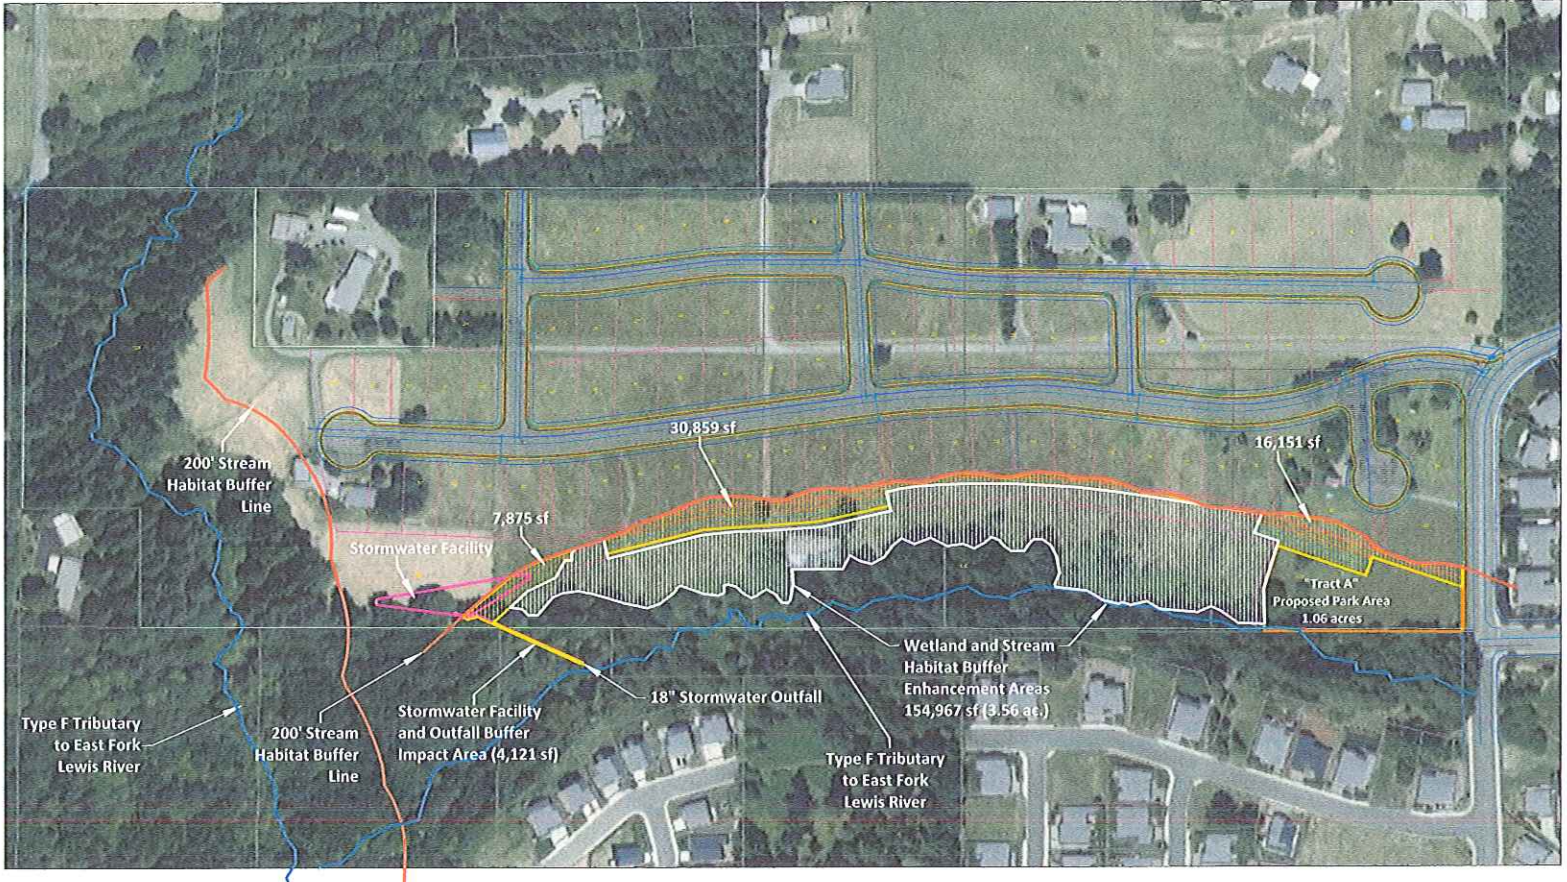 30,859 sf
16,151 sf
200' Stream
Habitat Buffer
Line
7,875 sf
Stormwater Facility
"Tract A"
Proposed Park Area
1.06 acres
Wetland and Stream
Habitat Buffer
Enhancement Areas
154,967 sf (3.56 ac.)
18" Stormwater Outfall
Stormwater Facility
and Outfall Buffer
Impact Area (4,121 sf)
200' Stream
Habitat Buffer
Line
Type F Tributary
to East Fork
Lewis River
Type F Tributary
to East Fork
Lewis River